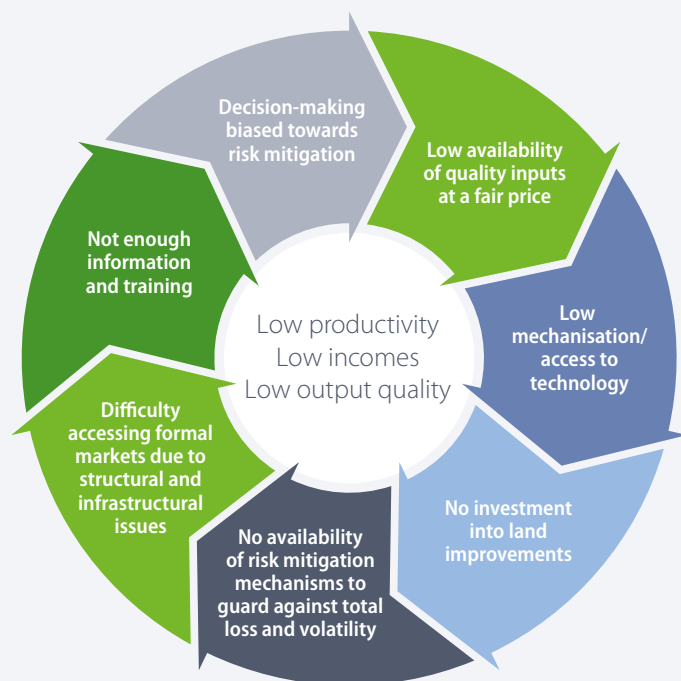 Decision-making
biased towards
risk mitigation
Low availability
of quality inputs
at a fair price
Low
mechanisation/
access to
technology
No investment
into land
improvements
No availability
of risk mitigation
mechanisms to
guard against total
loss and volatility
Difficulty
accessing formal
markets due to
structural and
infrastructural
issues
Not enough
information
and training
Low productivity
Low incomes
Low output quality